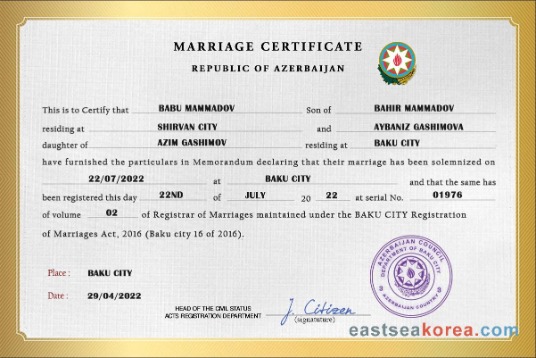 MARRIAGE CERTIFICATE
REPUBLIC OF AZERBAIJAN
This is to Certify that BABU MAMMADOV Son of BAHIR MAMMADOV
residing at SHIRVAN CITY and AYBANIZ GASHIMOVA
daughter of AZIM GASHIMOV residing at BAKU CITY
have furnished the particulars in Memorandum declaring that their marriage has been solemnized on
22/07/2022 at BAKU CITY and that the same has
been registered this day 22ND of JULY 20 22 at serial No. 01976
of volume 02 of Registrar of Marriages maintained under the BAKU CITY Registration
of Marriages Act, 2016 (Baku city 16 of 2016).
AZERBAIJAN COUNCIL
DEPARTMENT OF BAKU CITY
AZERBAIJAN COUNTRY
Place : BAKU CITY
Date : 29/04/2022
HEAD OF THE CIVIL STATUS
ACTS REGISTRATION DEPARTMENT J. Citizen
(signature)
eastseakorea.com